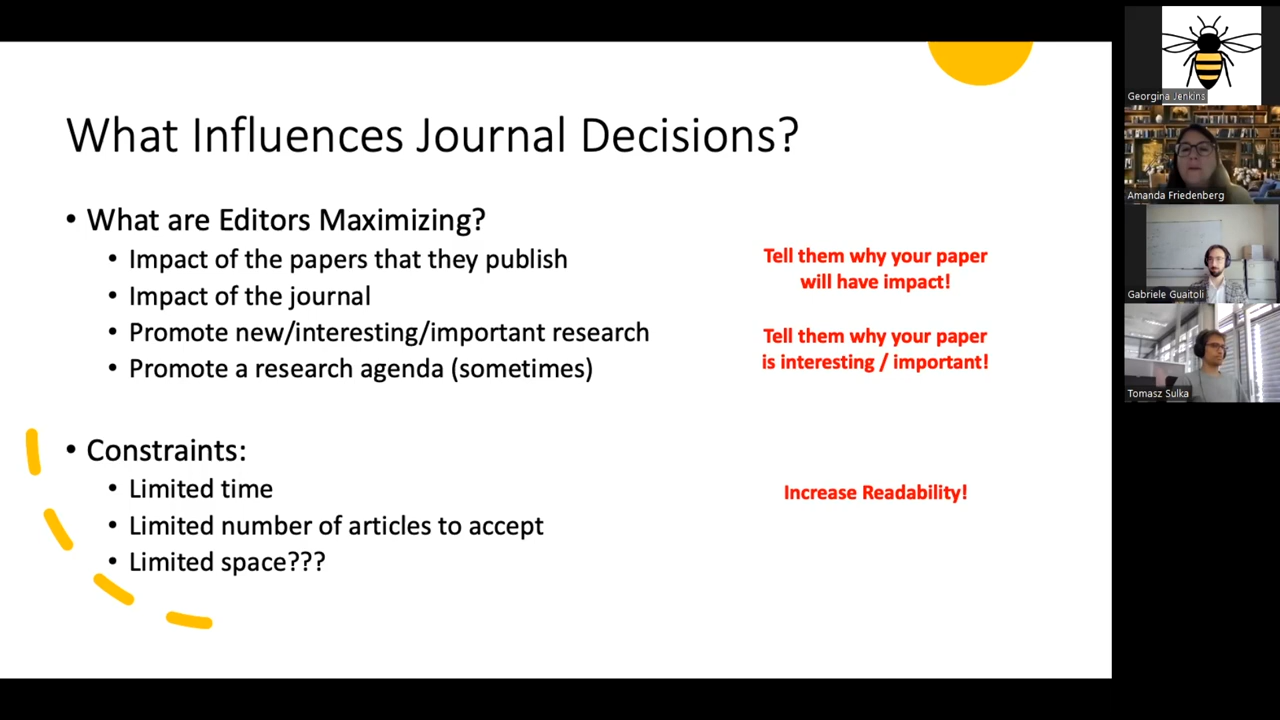 What Influences Journal Decisions?
• What are Editors Maximizing?
• Impact of the papers that they publish
• Impact of the journal
• Promote new/interesting/important research
• Promote a research agenda (sometimes)
Tell them why your paper
will have impact!
Tell them why your paper
is interesting / important!
• Constraints:
• Limited time
• Limited number of articles to accept
• Limited space???
Increase Readability!
Georgina Jenkins
Amanda Friedenberg
Gabriele Guaitoli
Tomasz Sulka